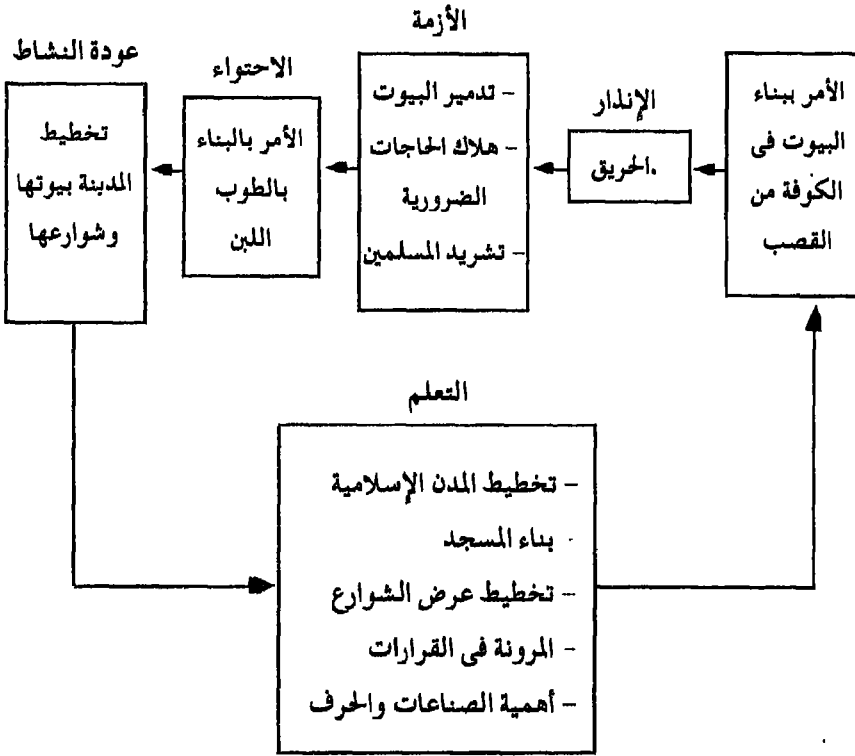 الأمر ببناء
البيوت فى
الكوفة من
القصب
الإنذار
.الحريق
الأزمة
- تدمير البيوت
- هلاك الحاجات
الضرورية
- تشريد المسلمين
الاحتواء
الأمر بالبناء
بالطوب
اللبن
عودة النشاط
تخطيط
المدينة بيوتها
وشوارعها
التعلم
- تخطيط المدن الإسلامية
بناء المسجد
- تخطيط عرض الشوارع
- المرونة فى القرارات
- أهمية الصناعات والحرف